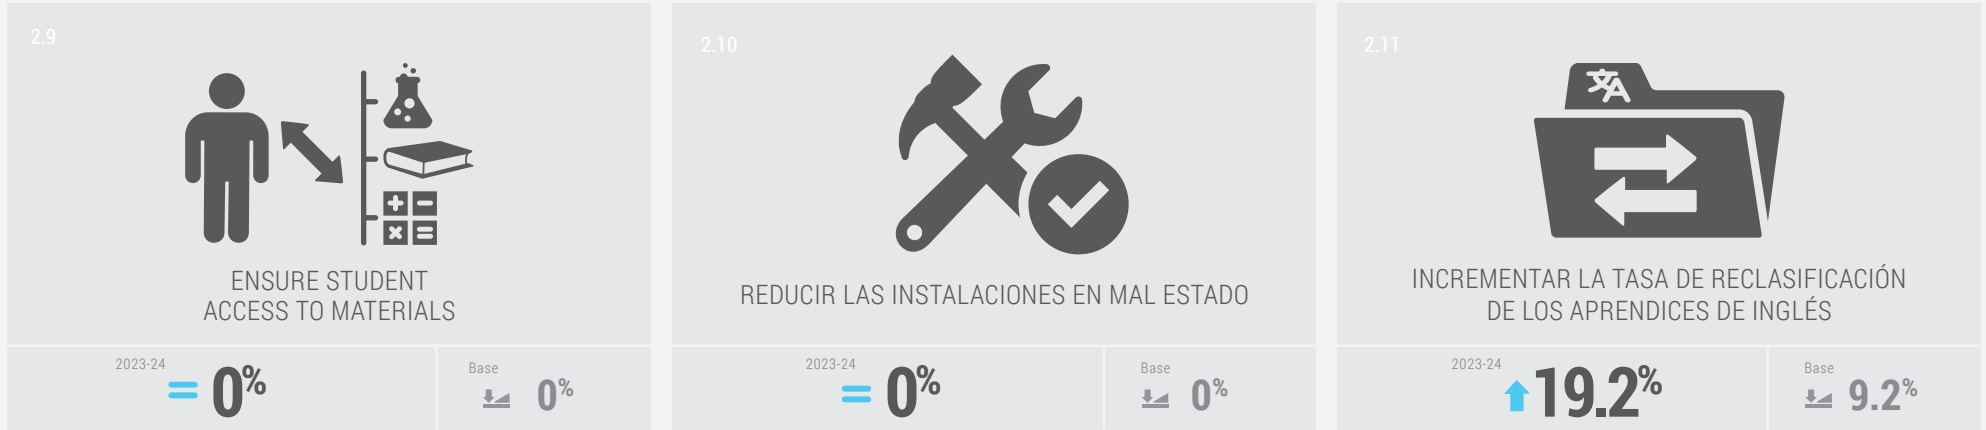 2.9
ENSURE STUDENT
ACCESS TO MATERIALS
2023-24
= 0%
Base
0%
2.10
REDUCIR LAS INSTALACIONES EN MAL ESTADO
2023-24
= 0%
Base
0%
2.11
INCREMENTAR LA TASA DE RECLASIFICACIÓN
DE LOS APRENDICES DE INGLÉS
2023-24
19.2%
Base
9.2%